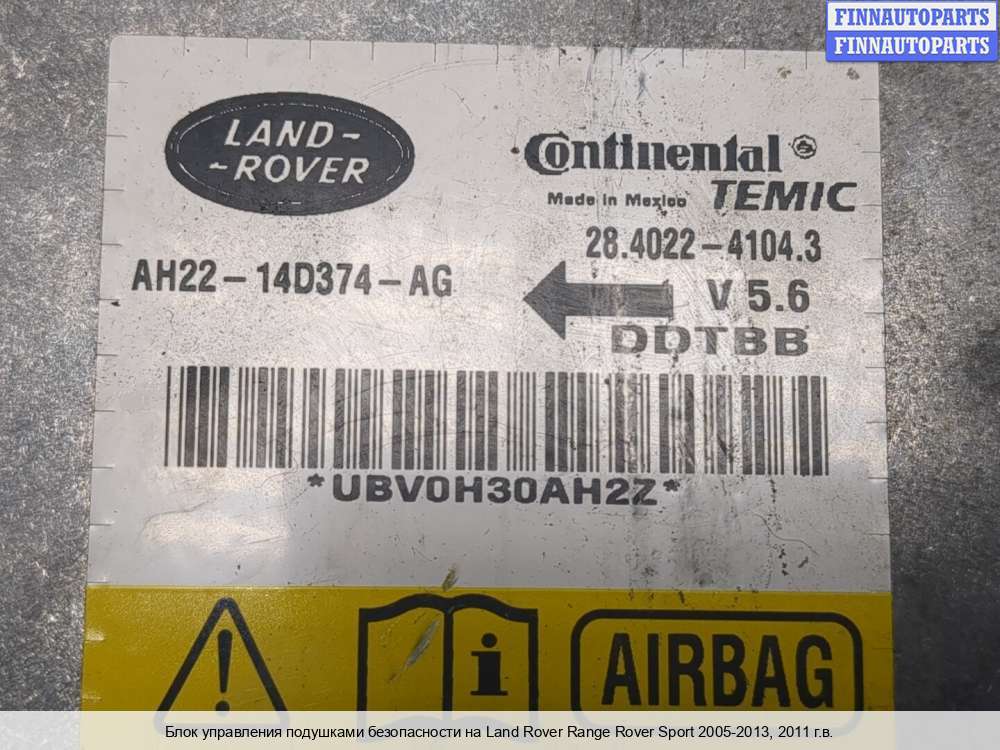 FINNAUTOPARTS
FINNAUTOPARTS
LAND-
-ROVER
Continental
Made in Mexico TEMIC
28.4022-4104.3
AH22-14D374-AG
V 5.6
DDTBB
*UBV0H30AH2Z*
! i AIRBAG
Блок управления подушками безопасности на Land Rover Range Rover Sport 2005-2013, 2011 г.в.